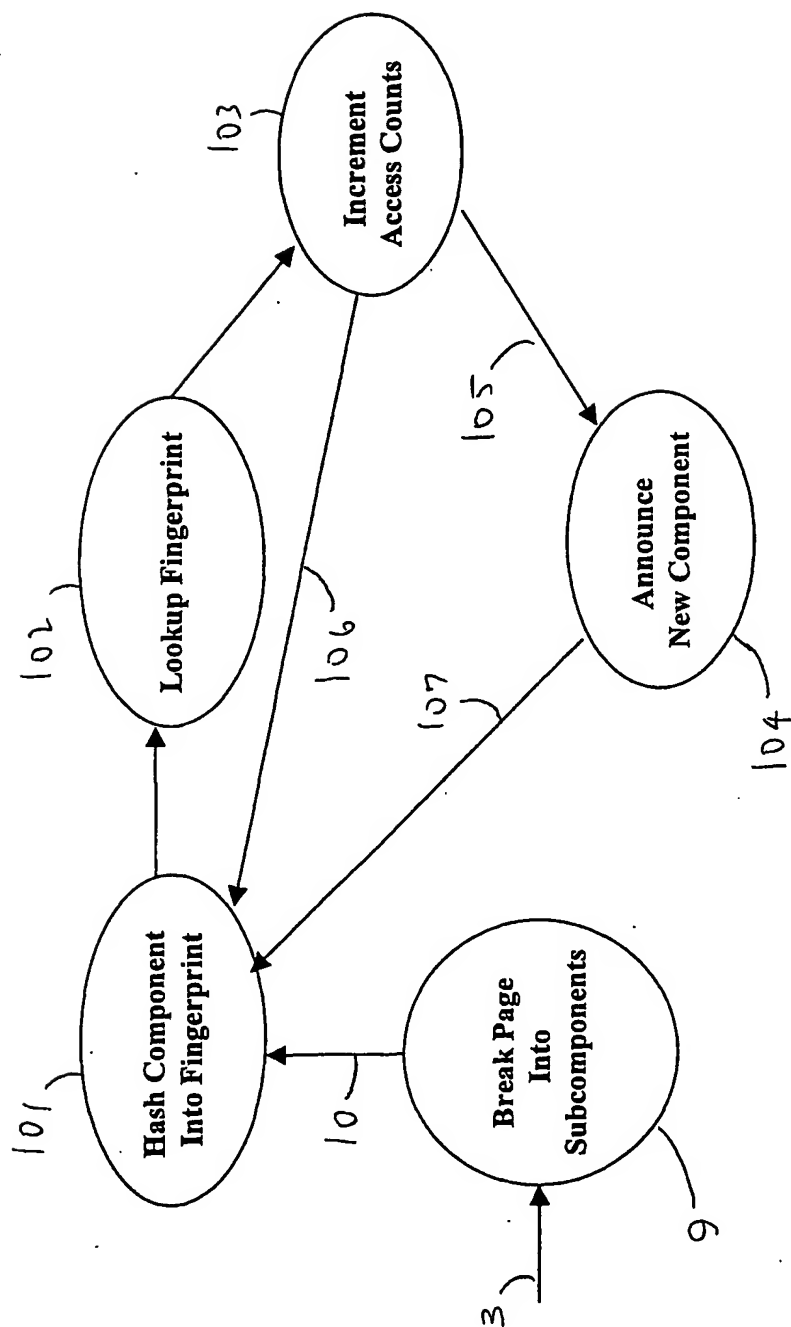 101
Hash Component
Into Fingerprint
102
Lookup Fingerprint
103
Increment
Access Counts
106
105
107
10
3
Break Page
Into
Subcomponents
9
Announce
New Component
104